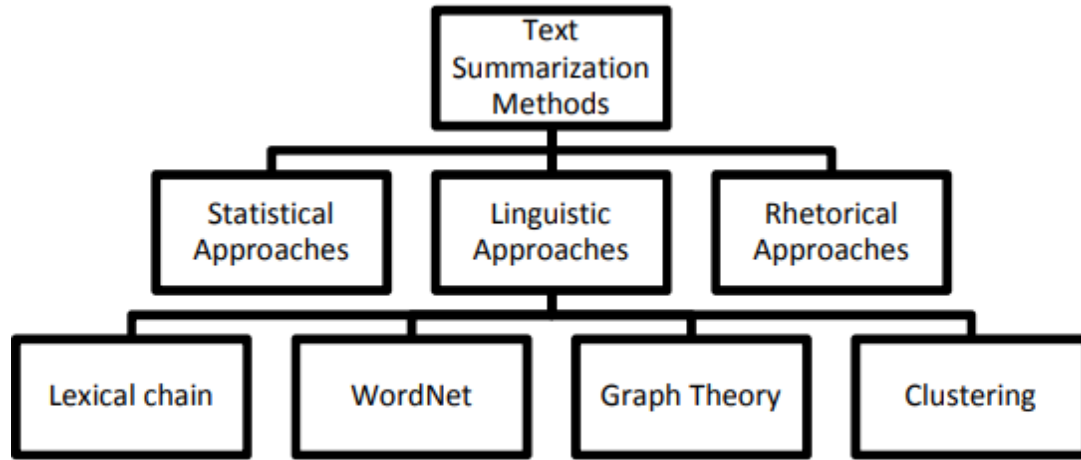 Text
Summarization
Methods
Statistical
Approaches
Linguistic
Approaches
Rhetorical
Approaches
Lexical chain
WordNet
Graph Theory
Clustering